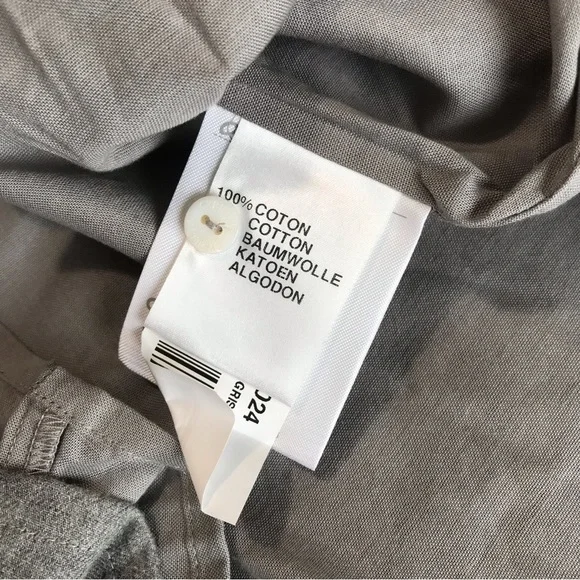 100% COTON
COTTON
BAUMWOLLE
KATOEN
ALGODON
024
GRIS